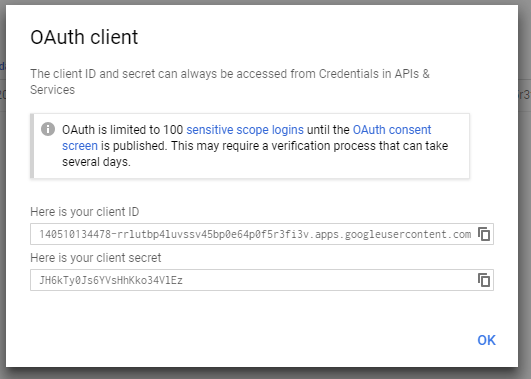 OAuth client
The client ID and secret can always be accessed from Credentials in APIs &
Services
OAuth is limited to 100 sensitive scope logins until the OAuth consent
screen is published. This may require a verification process that can take
several days.
Here is your client ID
140510134478-rrlutbp4luvssv45bp0e64p0f5r3fi3v.apps.googleusercontent.com
Here is your client secret
JH6kTy0Js6YVsHhKko34VlEz
OK